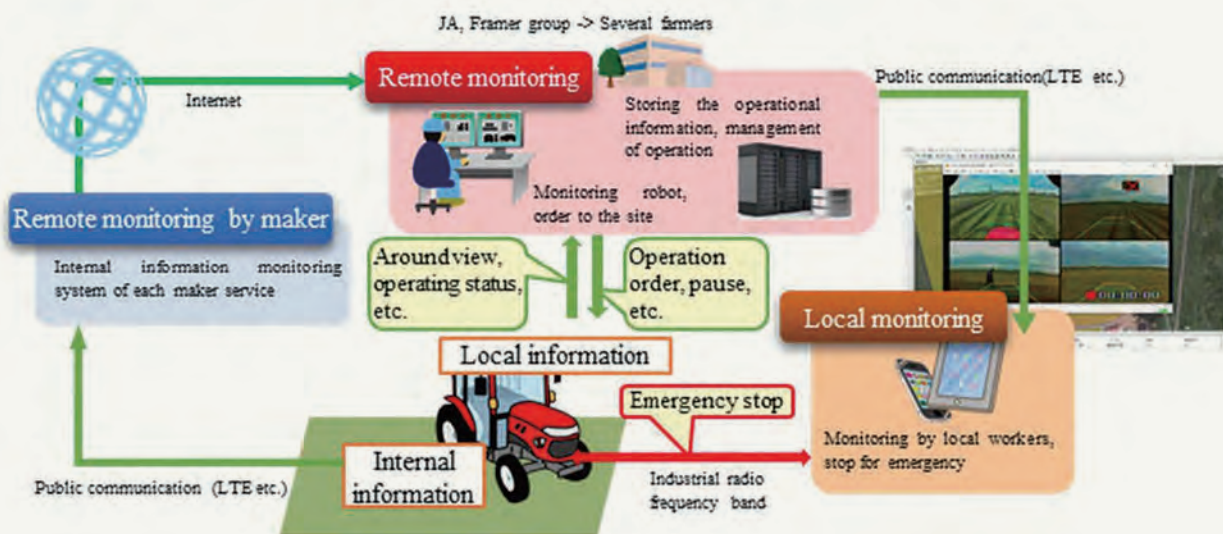 JA, Framer group -> Several farmers
Remote monitoring
Internet
Public communication(LTE etc.)
Storing the operational
information, management
of operation
Monitoring robot,
order to the site
Remote monitoring by maker
Internal information monitoring
system of each maker service
Around view,
operating status,
etc.
Operation
order, pause,
etc.
00:00:00
Local monitoring
Local information
Emergency stop
Internal
information
Monitoring by local workers,
stop for emergency
Public communication (LTE etc.)
Industrial radio
frequency band